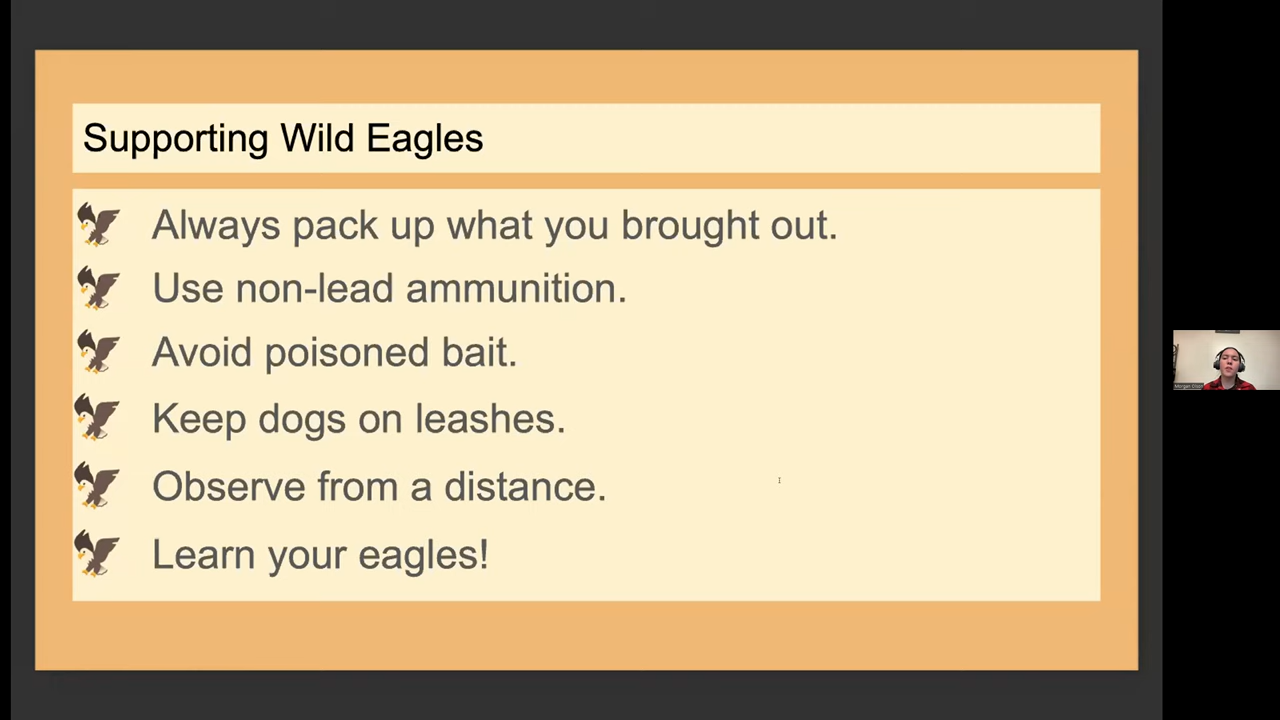 Supporting Wild Eagles
Always pack up what you brought out.
Use non-lead ammunition.
Avoid poisoned bait.
Keep dogs on leashes.
Observe from a distance.
Learn your eagles!